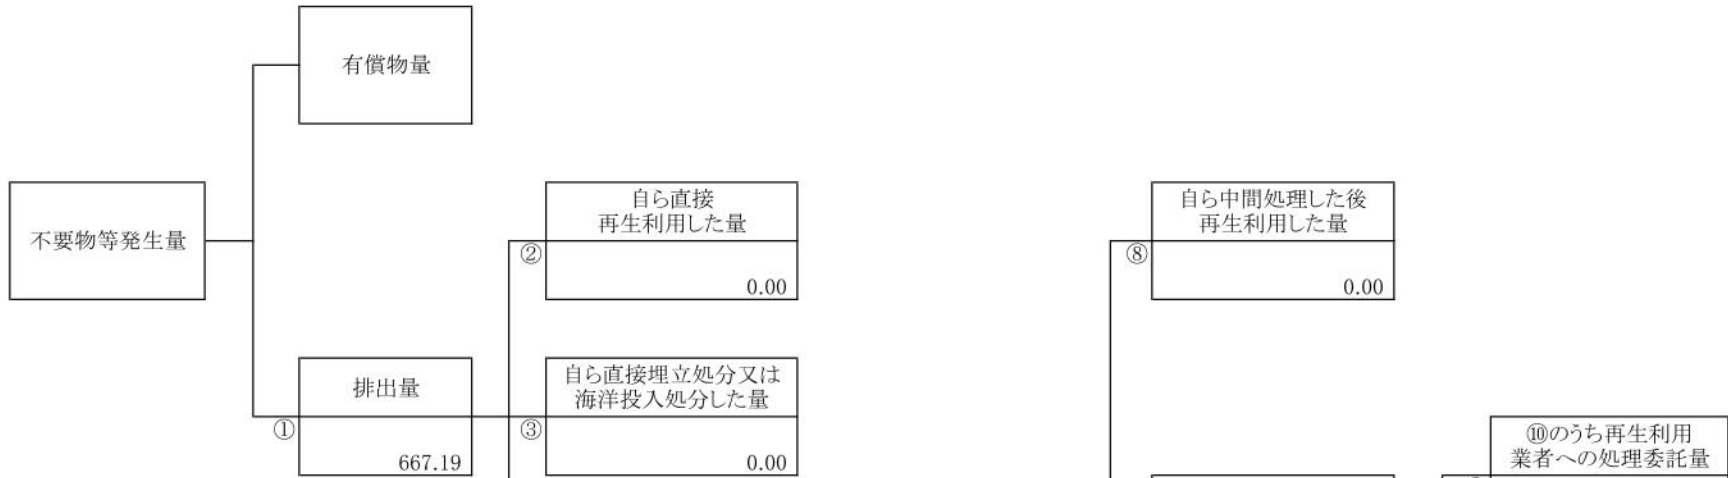 有償物量
不要物等発生量
自ら直接
再生利用した量
②
0.00
自ら中間処理した後
再生利用した量
⑧
0.00
排出量
①
667.19
自ら直接埋立処分又は
海洋投入処分した量
③
0.00
⑩のうち再生利用
業者への処理委託量